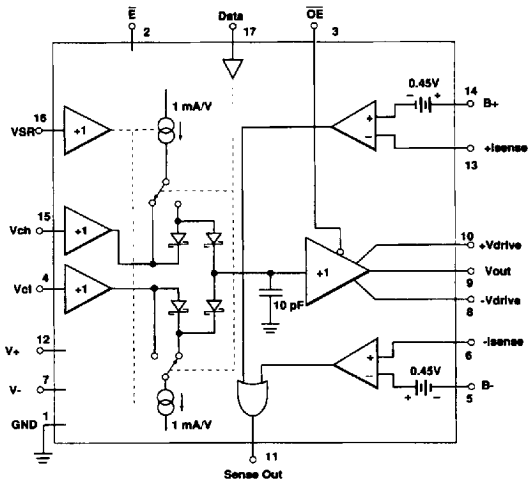 E Data OE
2 17 3
1 mA/V
0.45V
14
B+
− +
16
VSR
+1
+
−
+Isense
13
15
Vch
+1
10
+Vdrive
4
Vcl
+1
+1
Vout
9
10 pF
-Vdrive
8
12
V+
-Isense
6
+
−
7
V-
0.45V
B-
5
+ −
1
GND
1 mA/V
11
Sense Out